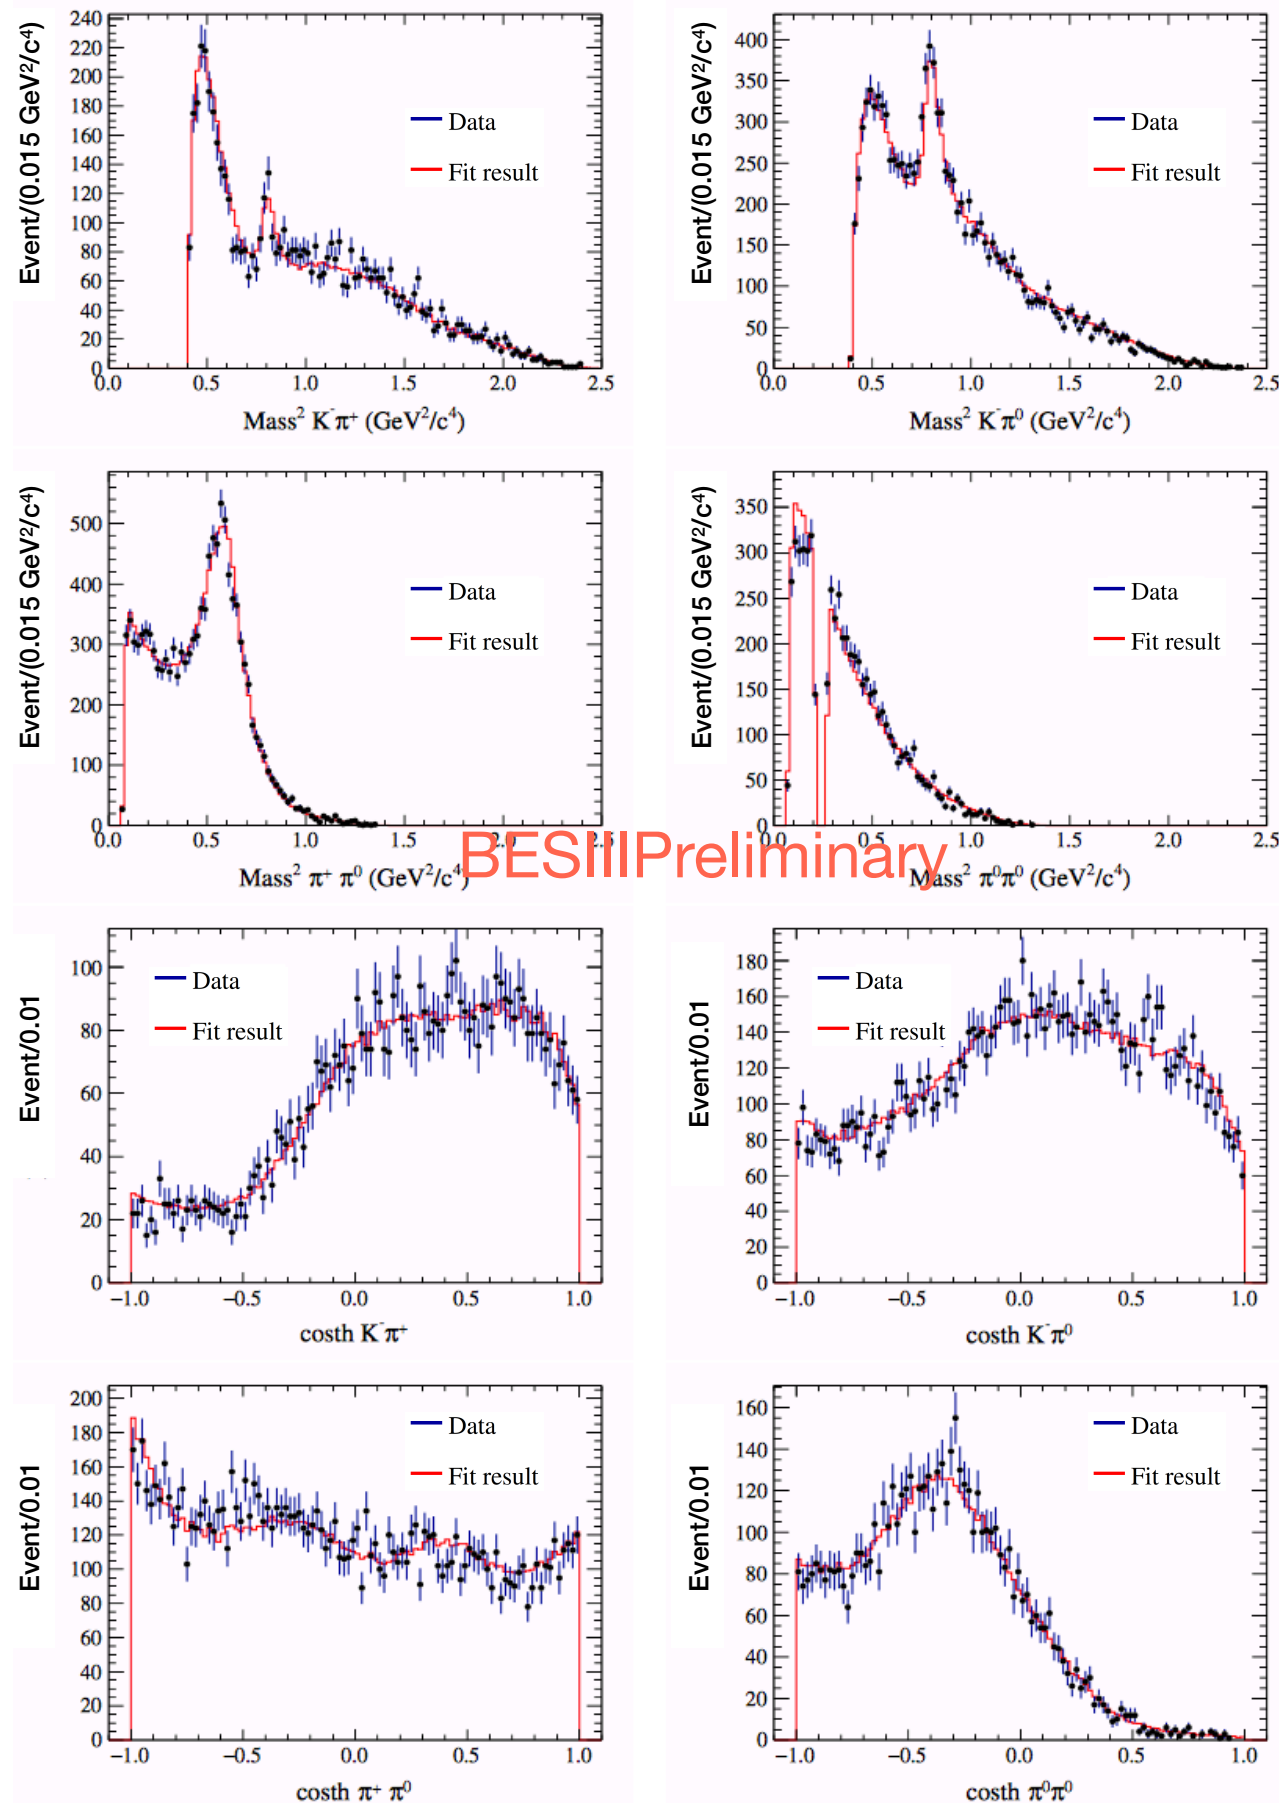 240
220
200
180
160
140
120
100
80
60
40
20
0
Event/(0.015 GeV²/c⁴)
Data
Fit result
0.0 0.5 1.0 1.5 2.0 2.5
Mass² K⁻π⁺ (GeV²/c⁴)
400
350
300
250
200
150
100
50
0
Event/(0.015 GeV²/c⁴)
Data
Fit result
0.0 0.5 1.0 1.5 2.0 2.5
Mass² K⁻π⁰ (GeV²/c⁴)
500
400
300
200
100
0
Event/(0.015 GeV²/c⁴)
Data
Fit result
0.0 0.5 1.0 1.5 2.0 2.5
Mass² π⁺ π⁰ (GeV²/c⁴)
350
300
250
200
150
100
50
0
Event/(0.015 GeV²/c⁴)
Data
Fit result
0.0 0.5 1.0 1.5 2.0 2.5
Mass² π⁰π⁰ (GeV²/c⁴)
BESIIIPreliminary
100
80
60
40
20
0
Event/0.01
Data
Fit result
−1.0 −0.5 0.0 0.5 1.0
costh K⁻π⁺
180
160
140
120
100
80
60
40
20
0
Event/0.01
Data
Fit result
−1.0 −0.5 0.0 0.5 1.0
costh K⁻π⁰
200
180
160
140
120
100
80
60
40
20
0
Event/0.01
Data
Fit result
−1.0 −0.5 0.0 0.5 1.0
costh π⁺ π⁰
160
140
120
100
80
60
40
20
0
Event/0.01
Data
Fit result
−1.0 −0.5 0.0 0.5 1.0
costh π⁰π⁰